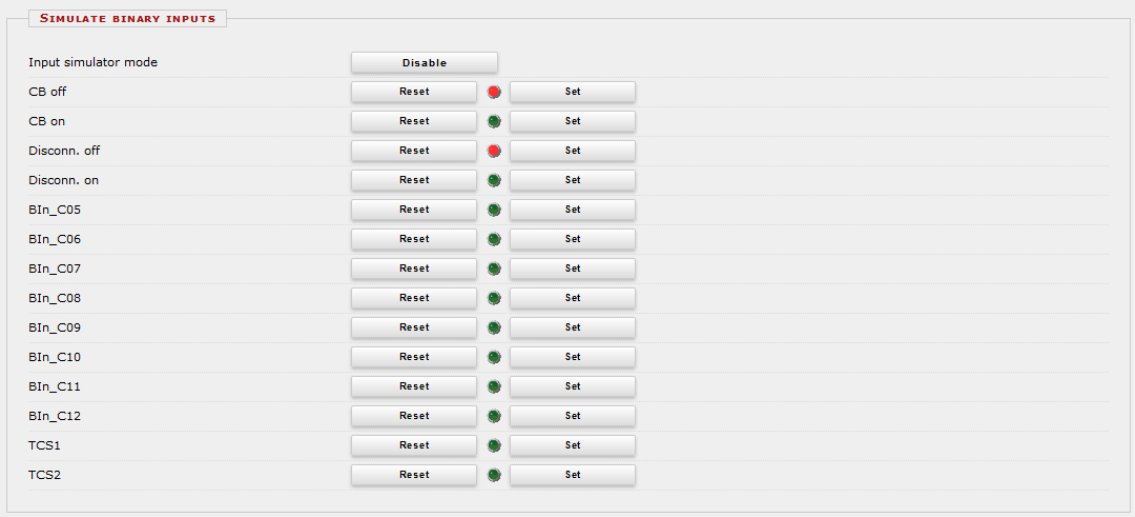 SIMULATE BINARY INPUTS
Input simulator mode Disable
CB off Reset Set
CB on Reset Set
Disconn. off Reset Set
Disconn. on Reset Set
BIn_C05 Reset Set
BIn_C06 Reset Set
BIn_C07 Reset Set
BIn_C08 Reset Set
BIn_C09 Reset Set
BIn_C10 Reset Set
BIn_C11 Reset Set
BIn_C12 Reset Set
TCS1 Reset Set
TCS2 Reset Set